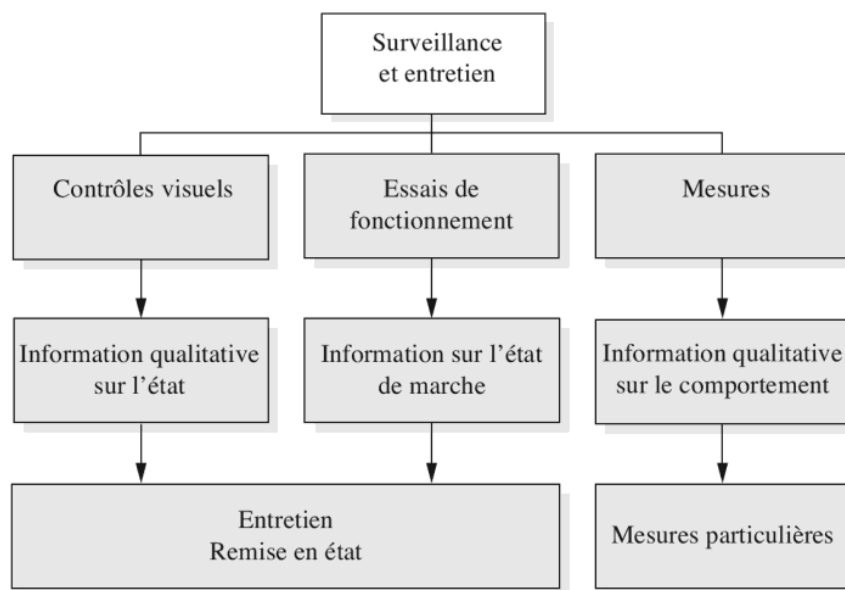 Surveillance
et entretien
Contrôles visuels
Essais de
fonctionnement
Mesures
Information qualitative
sur l’état
Information sur l’état
de marche
Information qualitative
sur le comportement
Entretien
Remise en état
Mesures particulières